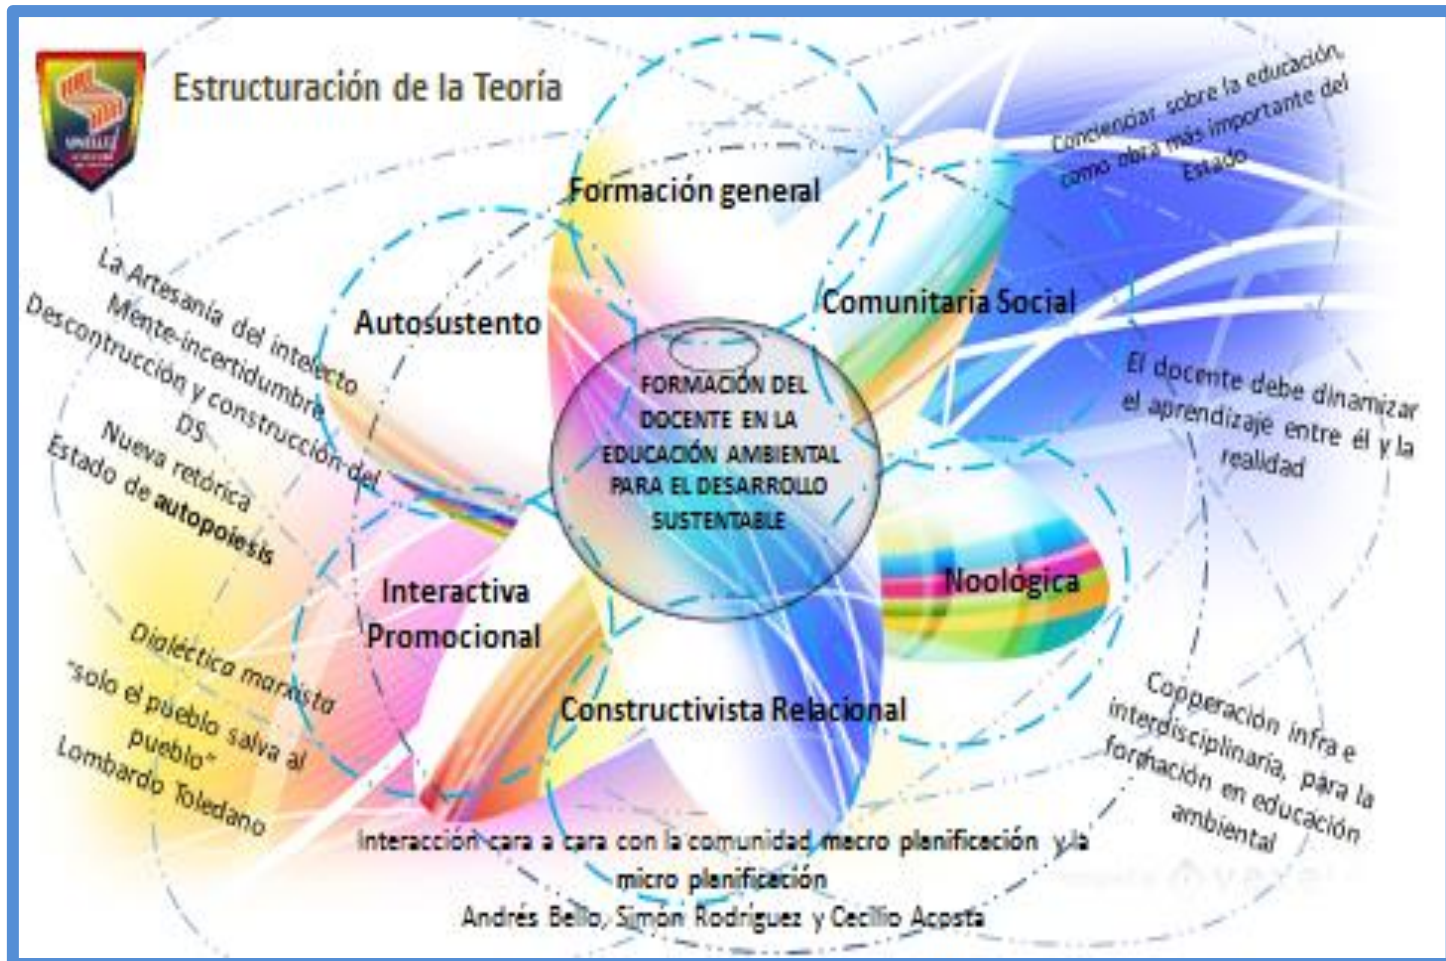 Estructuración de la Teoría
Formación general
Concienciar sobre la educación,
como obra más importante del
Estado
Autosustento
Comunitaria Social
La Artesanía del intelecto
Mente-incertidumbre
Descontrucción y construcción del
DS
Nueva retórica
Estado de autopoiesis
FORMACIÓN DEL
DOCENTE EN LA
EDUCACIÓN AMBIENTAL
PARA EL DESARROLLO
SUSTENTABLE
El docente debe dinamizar
el aprendizaje entre él y la
realidad
Interactiva
Promocional
Noológica
Dialéctica marxista
"solo el pueblo salva al
pueblo"
Lombardo Toledano
Constructivista Relacional
Copperación infra e
interdisciplinaria, para la
formación en educación
ambiental
Interacción cara a cara con la comunidad macro planificación y la
micro planificación
Andrés Bello, Simón Rodríguez y Cecilio Acosta